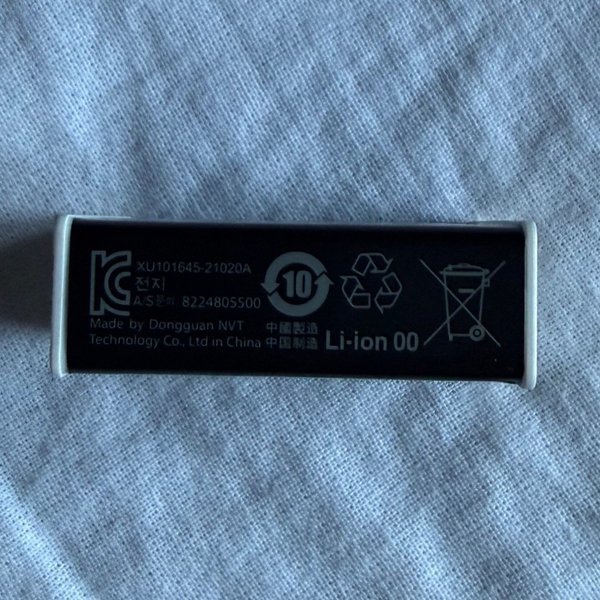 XU101645-21020A
전지
A/S문의 8224805500
Made by Dongguan NVT
Technology Co., Ltd in China
10
中國製造
中国制造
Li-ion 00